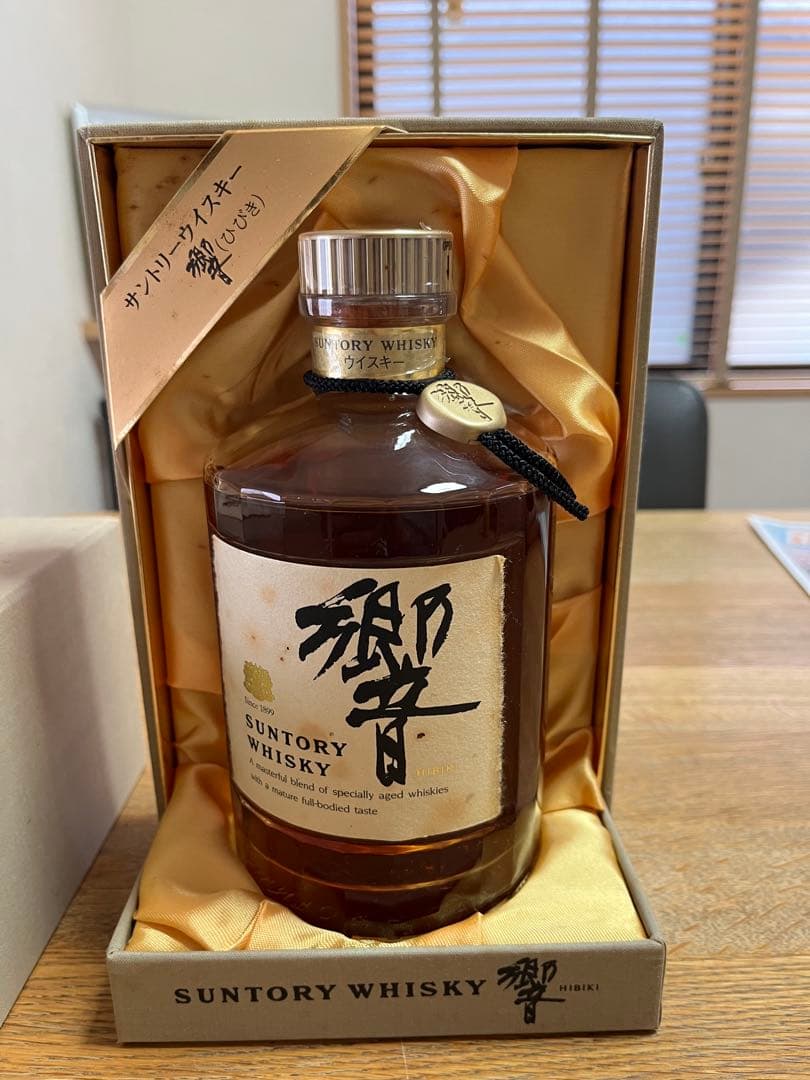 サントリーウイスキー
響(ひびき)
SUNTORY WHISKY
ウイスキー
響
響
Since 1899
SUNTORY
WHISKY
HIBIKI
A masterful blend of specially aged whiskies
with a mature full-bodied taste
SUNTORY WHISKY 響 HIBIKI